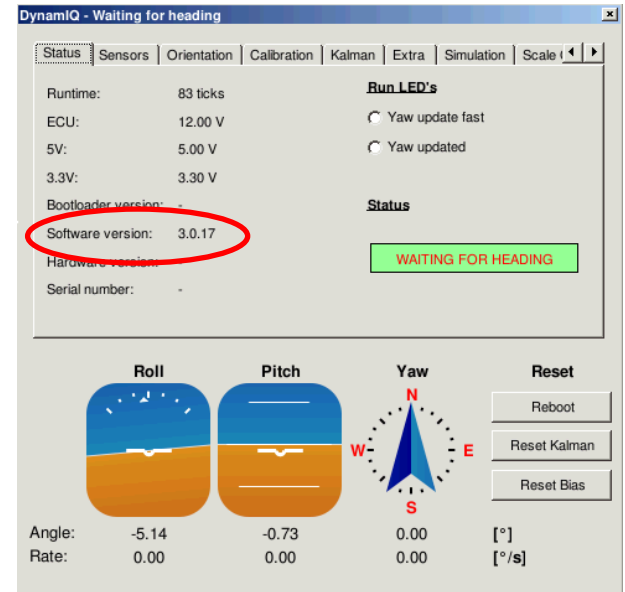 DynamIQ - Waiting for heading
Status Sensors Orientation Calibration Kalman Extra Simulation Scale
Runtime: 83 ticks
ECU: 12.00 V
5V: 5.00 V
3.3V: 3.30 V
Bootloader version: -
Software version: 3.0.17
Hardware version:
Serial number: -
Run LED's
Yaw update fast
Yaw updated
Status
WAITING FOR HEADING
Roll Pitch Yaw Reset
N
W E
S
Reboot
Reset Kalman
Reset Bias
Angle: -5.14 -0.73 0.00 [°]
Rate: 0.00 0.00 0.00 [°/s]